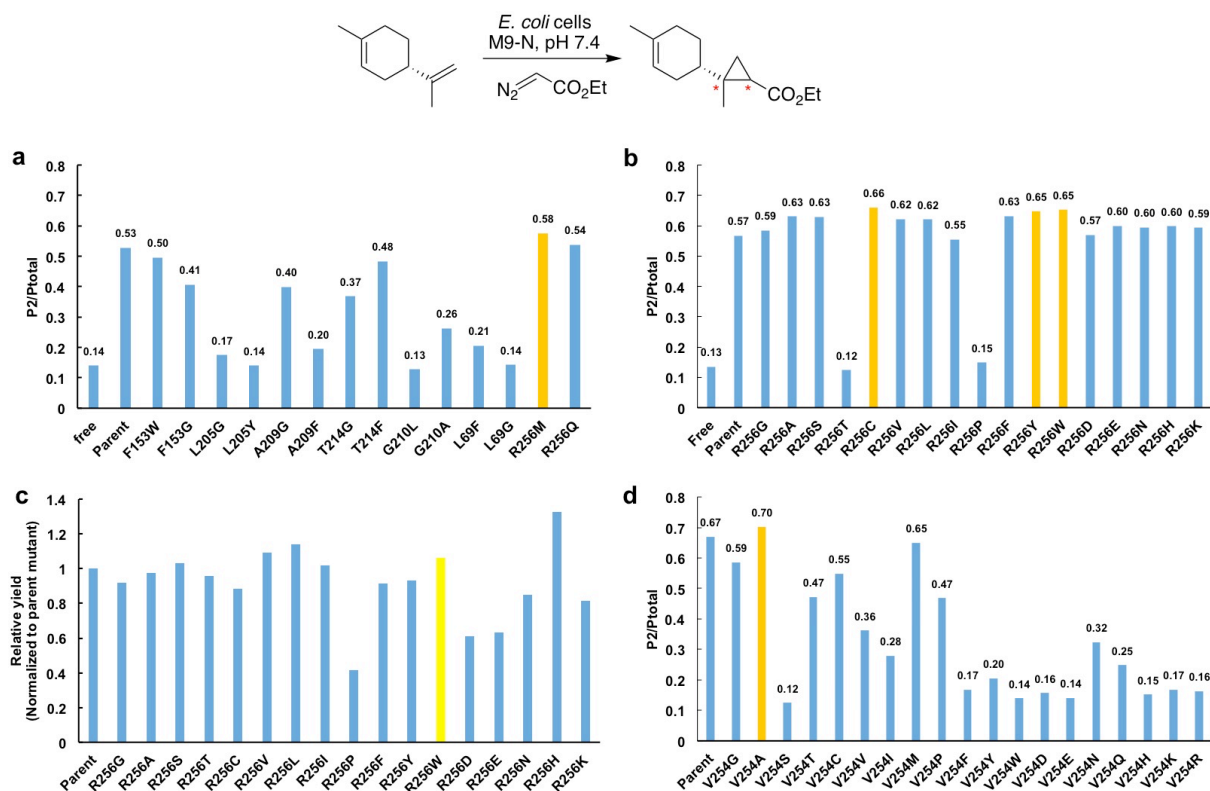 E. coli cells
M9-N, pH 7.4
N2
CO2Et
*
*
CO2Et
a
P2/Ptotal
0.8
0.7
0.6
0.5
0.4
0.3
0.2
0.1
0
0.14
0.53
0.50
0.41
0.17
0.14
0.40
0.20
0.37
0.48
0.13
0.26
0.21
0.14
0.58
0.54
free
Parent
F153W
F153G
L205G
L205Y
A209G
A209F
T214G
T214F
G210L
G210A
L69F
L69G
R256M
R256Q
b
P2/Ptotal
0.8
0.7
0.6
0.5
0.4
0.3
0.2
0.1
0
0.13
0.57
0.59
0.63
0.63
0.12
0.66
0.62
0.62
0.55
0.15
0.63
0.65
0.65
0.57
0.60
0.60
0.60
0.59
Free
Parent
R256G
R256A
R256S
R256T
R256C
R256V
R256L
R256I
R256P
R256F
R256Y
R256W
R256D
R256E
R256N
R256H
R256K
c
Relative yield
(Normalized to parent mutant)
1.4
1.2
1
0.8
0.6
0.4
0.2
0
Parent
R256G
R256A
R256S
R256T
R256C
R256V
R256L
R256I
R256P
R256F
R256Y
R256W
R256D
R256E
R256N
R256H
R256K
d
P2/Ptotal
0.8
0.7
0.6
0.5
0.4
0.3
0.2
0.1
0
0.67
0.59
0.70
0.12
0.47
0.55
0.36
0.28
0.65
0.47
0.17
0.20
0.14
0.16
0.14
0.32
0.25
0.15
0.17
0.16
Parent
V254G
V254A
V254S
V254T
V254C
V254V
V254I
V254M
V254P
V254F
V254Y
V254W
V254D
V254E
V254N
V254Q
V254H
V254K
V254R